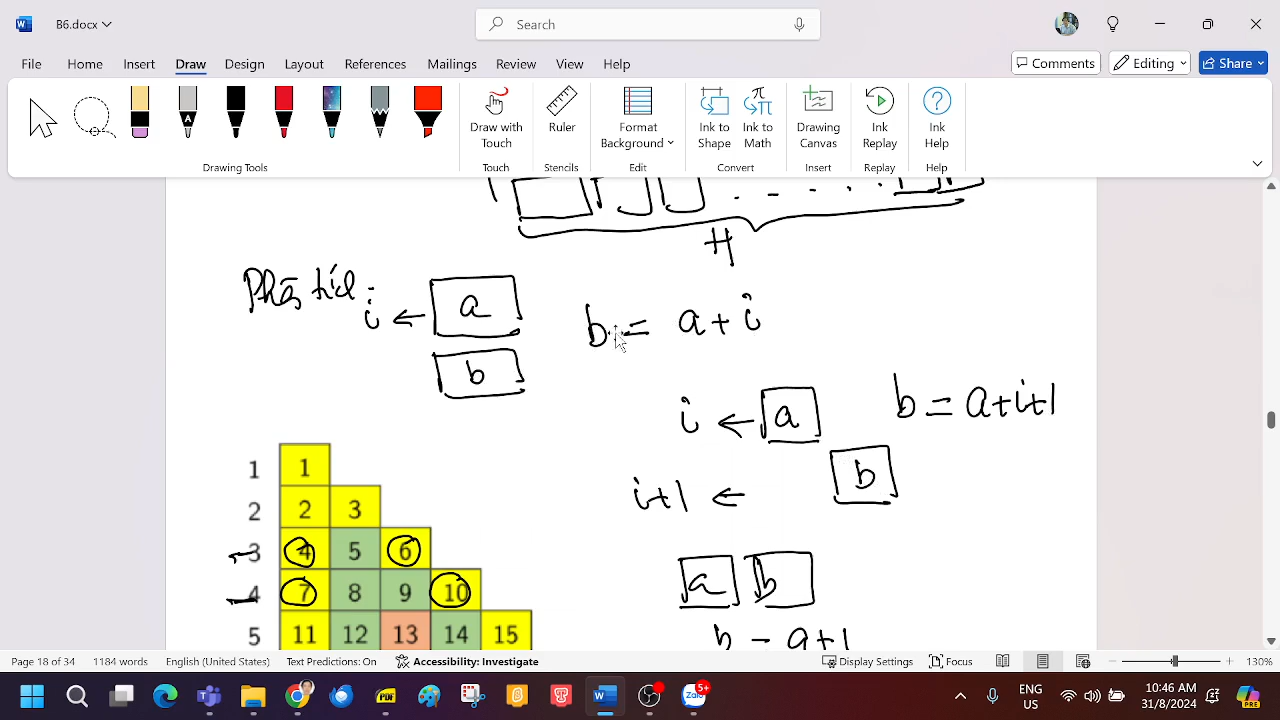 B6.docx
Search
File Home Insert Draw Design Layout References Mailings Review View Help
Comments Editing Share
Draw with Touch
Ruler
Format Background
Ink to Shape
Ink to Math
Drawing Canvas
Ink Replay
Ink Help
Drawing Tools Touch Stencils Edit Convert Insert Replay Help
H
Phân tích
i ← a
b
b = a + i
i ← a
b = a+i+1
i+1 ← b
a b
b = a+1
1 1
2 2 3
3 4 5 6
4 7 8 9 10
5 11 12 13 14 15
Page 18 of 34 1184 words English (United States) Text Predictions: On Accessibility: Investigate Display Settings Focus 130%
PDF
Zalo 5+
ENG US
10:46 AM
31/8/2024
PRE